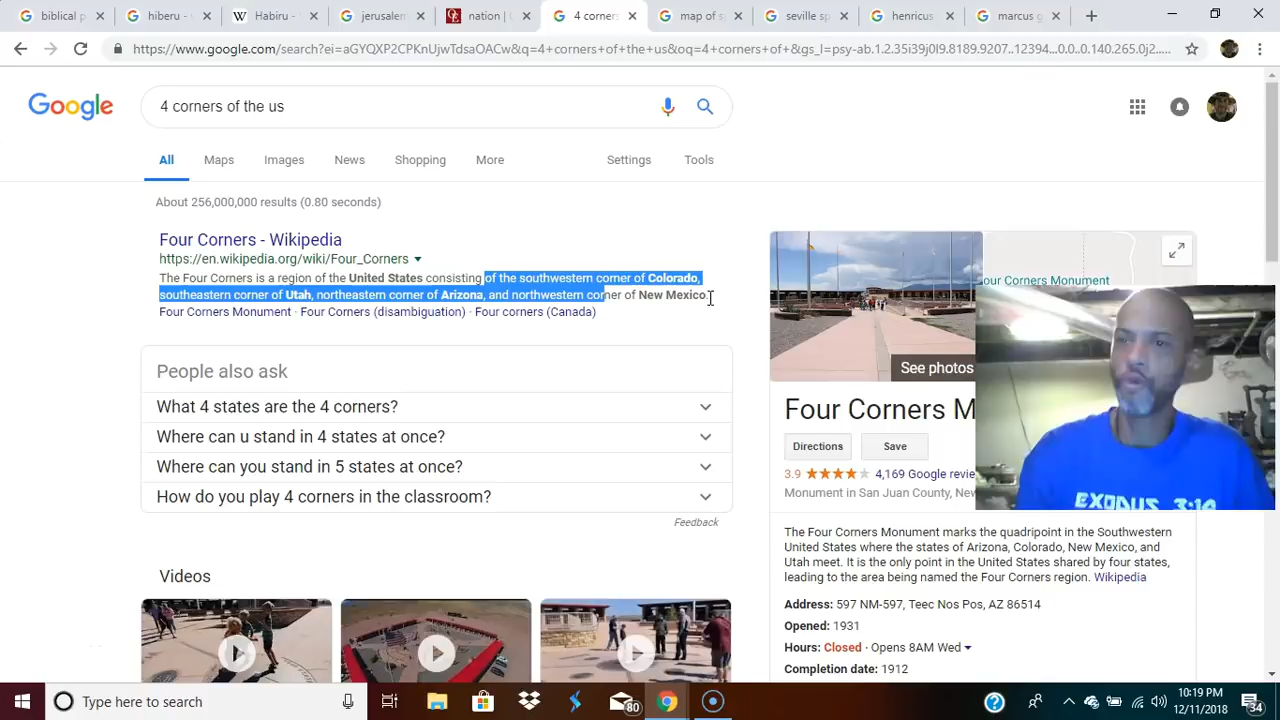 biblical p
hiberu - 
Habiru - 
jerusalem
nation | C
4 corners
map of s
seville sp
henricus
marcus g
https://www.google.com/search?ei=aGYQXP2CPKnUjwTdsaOACw&q=4+corners+of+the+us&oq=4+corners+of+&gs_l=psy-ab.1.2.35i39j0l9.8189.9207..12394...0.0..0.140.265.0j2....
Google
4 corners of the us
All
Maps
Images
News
Shopping
More
Settings
Tools
About 256,000,000 results (0.80 seconds)
Four Corners - Wikipedia
https://en.wikipedia.org/wiki/Four_Corners
The Four Corners is a region of the United States consisting of the southwestern corner of Colorado,
southeastern corner of Utah, northeastern corner of Arizona, and northwestern corner of New Mexico.
Four Corners Monument · Four Corners (disambiguation) · Four corners (Canada)
People also ask
What 4 states are the 4 corners?
Where can u stand in 4 states at once?
Where can you stand in 5 states at once?
How do you play 4 corners in the classroom?
Feedback
Videos
our Corners Monument
See photos
Four Corners M
Directions
Save
3.9
4,169 Google revie
Monument in San Juan County, New
EXODUS 3:14
The Four Corners Monument marks the quadripoint in the Southwestern
United States where the states of Arizona, Colorado, New Mexico, and
Utah meet. It is the only point in the United States shared by four states,
leading to the area being named the Four Corners region. Wikipedia
Address: 597 NM-597, Teec Nos Pos, AZ 86514
Opened: 1931
Hours: Closed · Opens 8AM Wed
Completion date: 1912
Type here to search
80
10:19 PM
12/11/2018
34